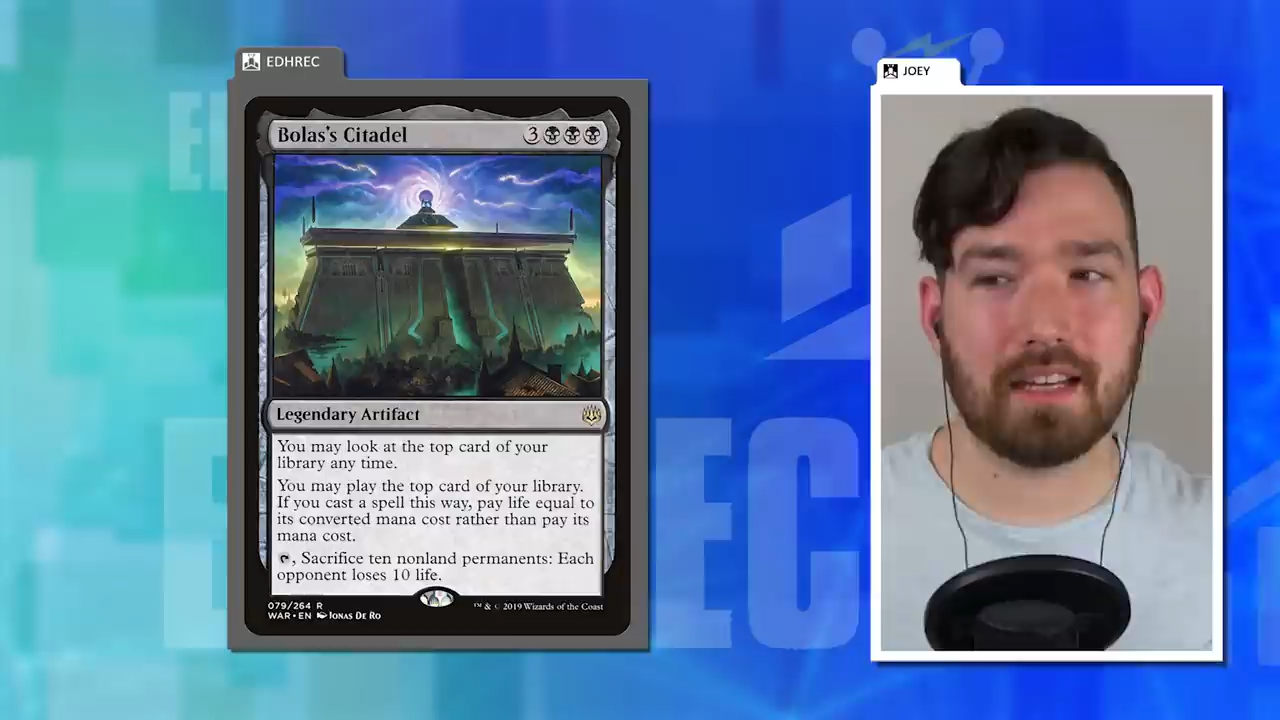 EDHREC
JOEY
Bolas's Citadel 3
Legendary Artifact
You may look at the top card of your
library any time.
You may play the top card of your library.
If you cast a spell this way, pay life equal to
its converted mana cost rather than pay its
mana cost.
, Sacrifice ten nonland permanents: Each
opponent loses 10 life.
079/264 R
WAR • EN JONAS DE RO
™ & © 2019 Wizards of the Coast
EC